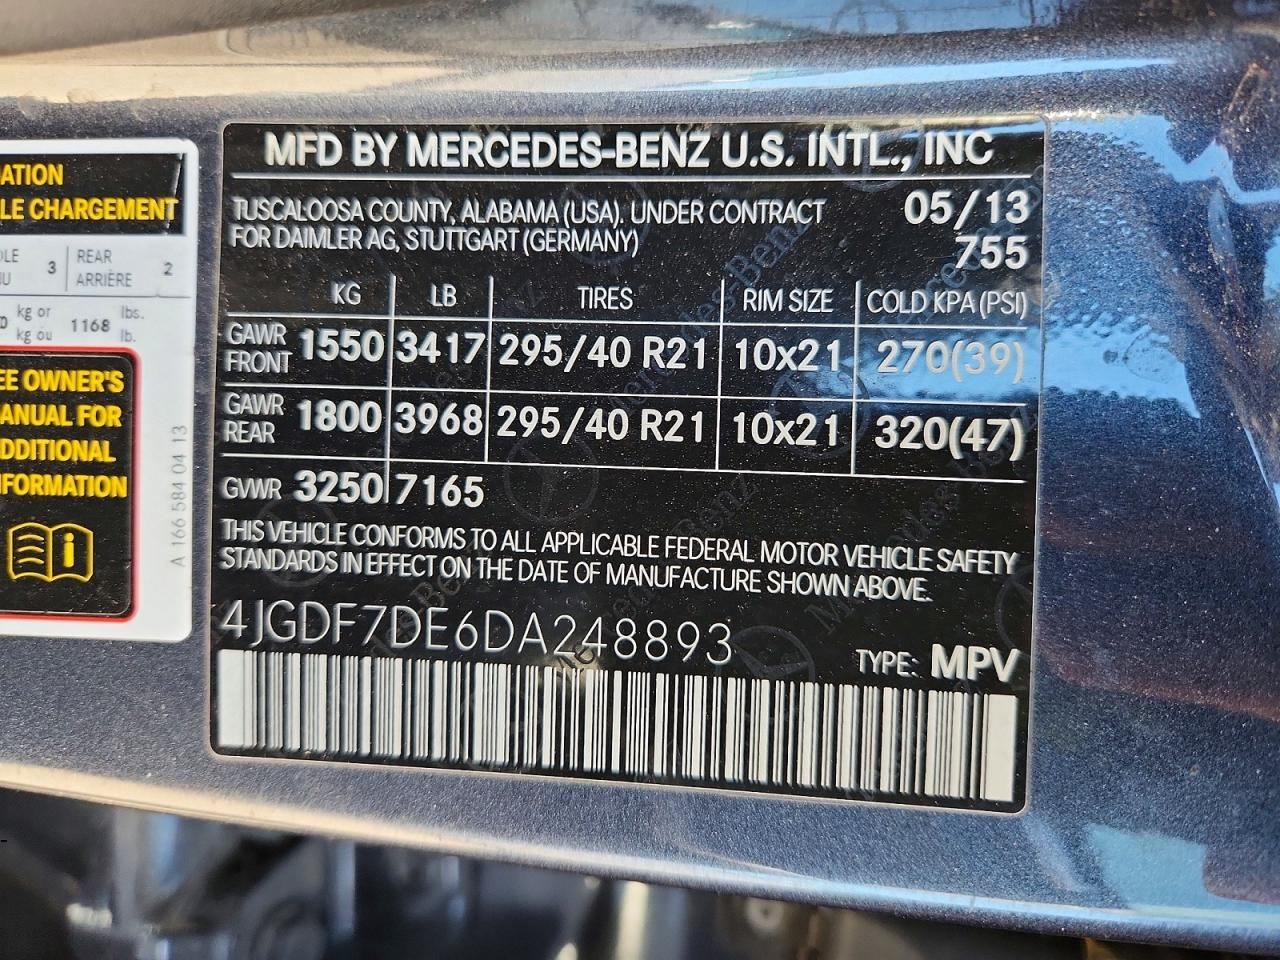 ATION
LE CHARGEMENT
3 REAR 2
ARRIÈRE
kg or 1168 lbs.
kg ou lb.
EE OWNER'S
ANUAL FOR
DDITIONAL
FORMATION
A 166 584 04 13
MFD BY MERCEDES-BENZ U.S. INTL., INC
TUSCALOOSA COUNTY, ALABAMA (USA). UNDER CONTRACT 05/13
FOR DAIMLER AG, STUTTGART (GERMANY) 755
KG LB TIRES RIM SIZE COLD KPA (PSI)
GAWR FRONT 1550 3417 295/40 R21 10x21 270(39)
GAWR REAR 1800 3968 295/40 R21 10x21 320(47)
GVWR 3250 7165
THIS VEHICLE CONFORMS TO ALL APPLICABLE FEDERAL MOTOR VEHICLE SAFETY
STANDARDS IN EFFECT ON THE DATE OF MANUFACTURE SHOWN ABOVE.
4JGDF7DE6DA248893
TYPE: MPV